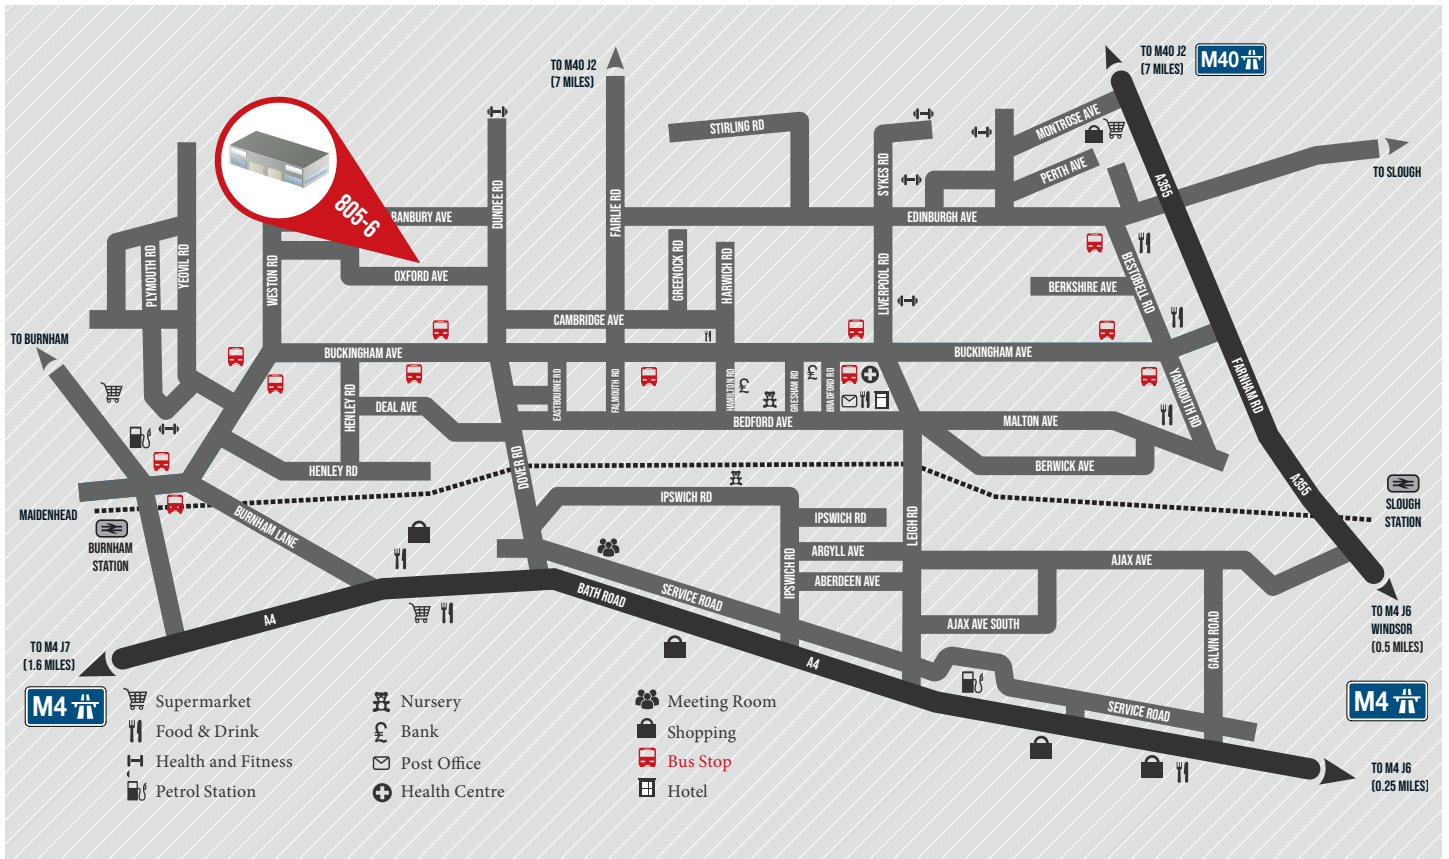 TO M40 J2
(7 MILES)
TO M40 J2
(7 MILES)
M40
STIRLING RD
MONTROSE AVE
PERTH AVE
SYKES RD
A355
TO SLOUGH
805-6
BANBURY AVE
DUNDEE RD
FAIRLIE RD
EDINBURGH AVE
PLYMOUTH RD
YEOVIL RD
WESTON RD
OXFORD AVE
GREENOCK RD
HARWICH RD
LIVERPOOL RD
BERKSHIRE AVE
BESTOBELL RD
CAMBRIDGE AVE
TO BURNHAM
BUCKINGHAM AVE
BUCKINGHAM AVE
HENLEY RD
DEAL AVE
EASTBOURNE RD
FALMOUTH RD
HAMILTON RD
GRESHAM RD
BRADFORD RD
BEDFORD AVE
MALTON AVE
YARMOUTH RD
FARNHAM RD
HENLEY RD
DOVER RD
BERWICK AVE
A355
MAIDENHEAD
BURNHAM
STATION
BURNHAM LANE
IPSWICH RD
IPSWICH RD
LEIGH RD
SLOUGH
STATION
ARGYLL AVE
IPSWICH RD
ABERDEEN AVE
AJAX AVE
AJAX AVE SOUTH
GALVIN ROAD
BATH ROAD
SERVICE ROAD
A4
A4
SERVICE ROAD
TO M4 J6
WINDSOR
(0.5 MILES)
TO M4 J7
(1.6 MILES)
M4
M4
TO M4 J6
(0.25 MILES)
Supermarket
Food & Drink
Health and Fitness
Petrol Station
Nursery
Bank
Post Office
Health Centre
Meeting Room
Shopping
Bus Stop
Hotel